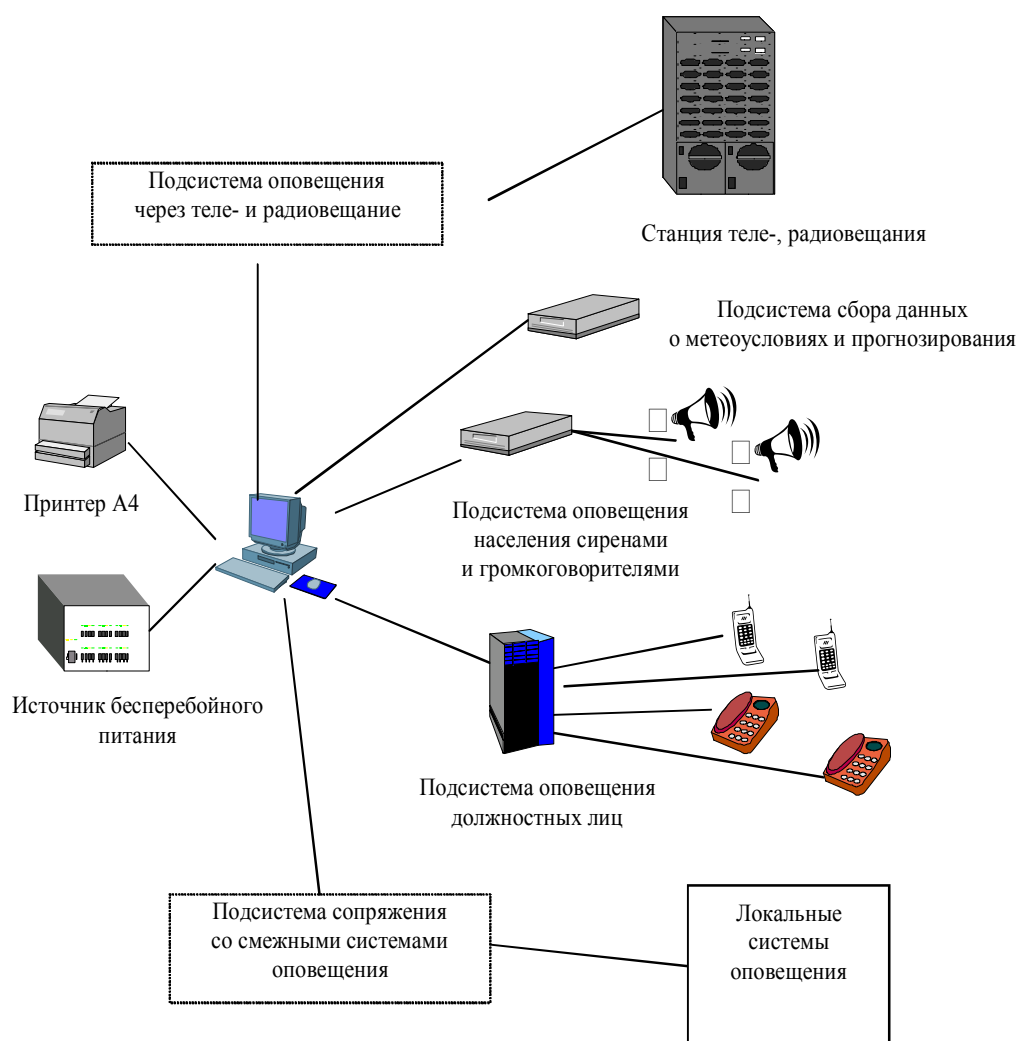 Подсистема оповещения
через теле- и радиовещание
Станция теле-, радиовещания
Подсистема сбора данных
о метеоусловиях и прогнозирования
Принтер А4
Подсистема оповещения
населения сиренами
и громкоговорителями
Источник бесперебойного
питания
Подсистема оповещения
должностных лиц
Подсистема сопряжения
со смежными системами
оповещения
Локальные
системы
оповещения